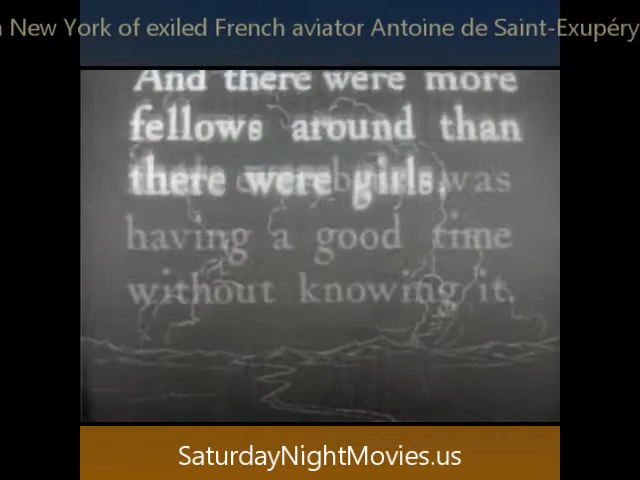 New York of exiled French aviator Antoine de Saint-Exupéry
And there were more
fellows around than
there were girls.
was
having a good time
without knowing it.
SaturdayNightMovies.us